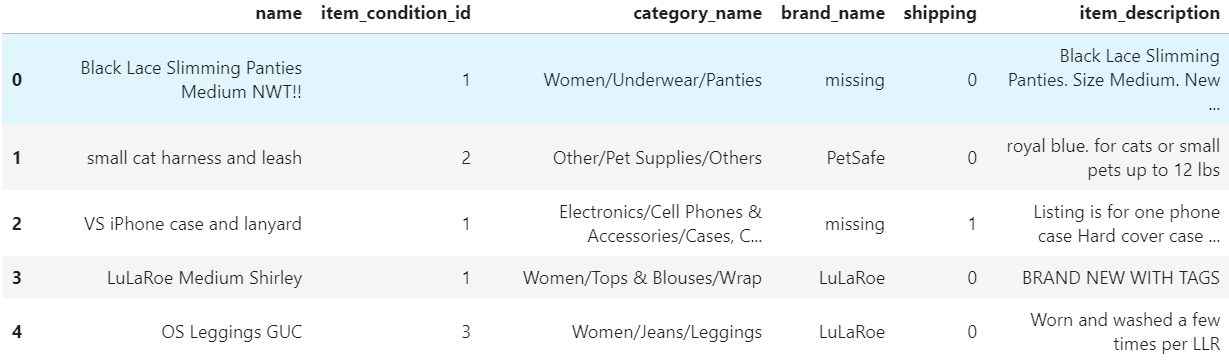 name item_condition_id category_name brand_name shipping item_description
0 Black Lace Slimming Panties Medium NWT!! 1 Women/Underwear/Panties missing 0 Black Lace Slimming Panties. Size Medium. New ...
1 small cat harness and leash 2 Other/Pet Supplies/Others PetSafe 0 royal blue. for cats or small pets up to 12 lbs
2 VS iPhone case and lanyard 1 Electronics/Cell Phones & Accessories/Cases, C... missing 1 Listing is for one phone case Hard cover case ...
3 LuLaRoe Medium Shirley 1 Women/Tops & Blouses/Wrap LuLaRoe 0 BRAND NEW WITH TAGS
4 OS Leggings GUC 3 Women/Jeans/Leggings LuLaRoe 0 Worn and washed a few times per LLR